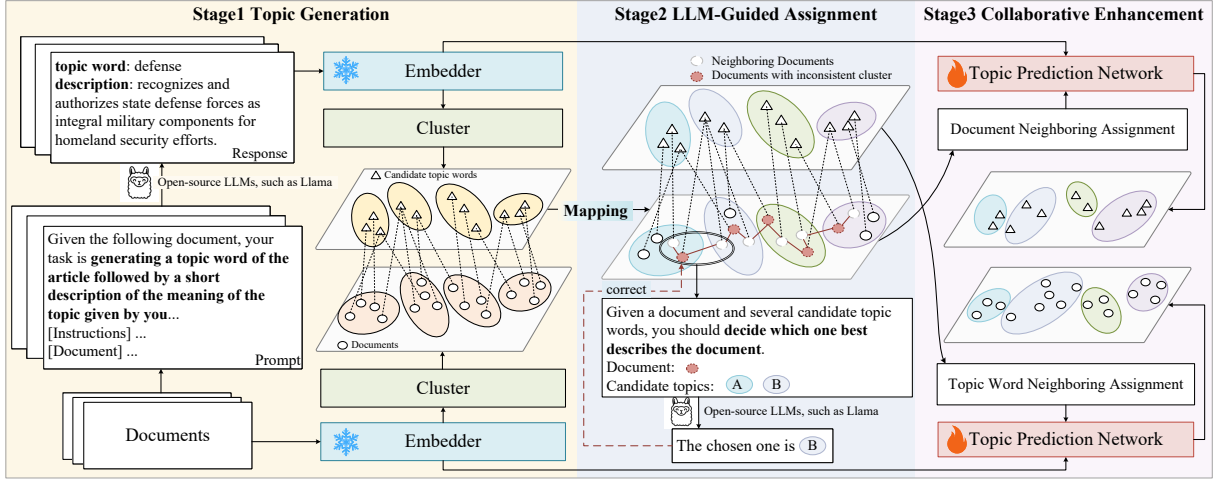 Stage1 Topic Generation
topic word: defense
description: recognizes and
authorizes state defense forces as
integral military components for
homeland security efforts.
Response
Open-source LLMs, such as Llama
Given the following document, your
task is generating a topic word of the
article followed by a short
description of the meaning of the
topic given by you...
[Instructions] ...
[Document] ...
Prompt
Documents
Embedder
Cluster
Candidate topic words
Documents
Cluster
Embedder
Mapping
Stage2 LLM-Guided Assignment
Neighboring Documents
Documents with inconsistent cluster
correct
Given a document and several candidate topic
words, you should decide which one best
describes the document.
Document:
Candidate topics: A B
Open-source LLMs, such as Llama
The chosen one is B
Stage3 Collaborative Enhancement
Topic Prediction Network
Document Neighboring Assignment
Topic Word Neighboring Assignment
Topic Prediction Network